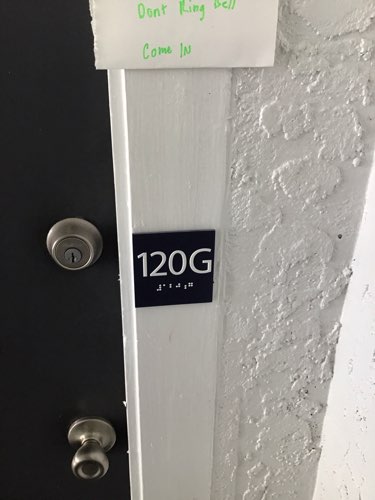 Dont Ring Bell
Come IN
120G
⠼⠁⠃⠚⠰⠛